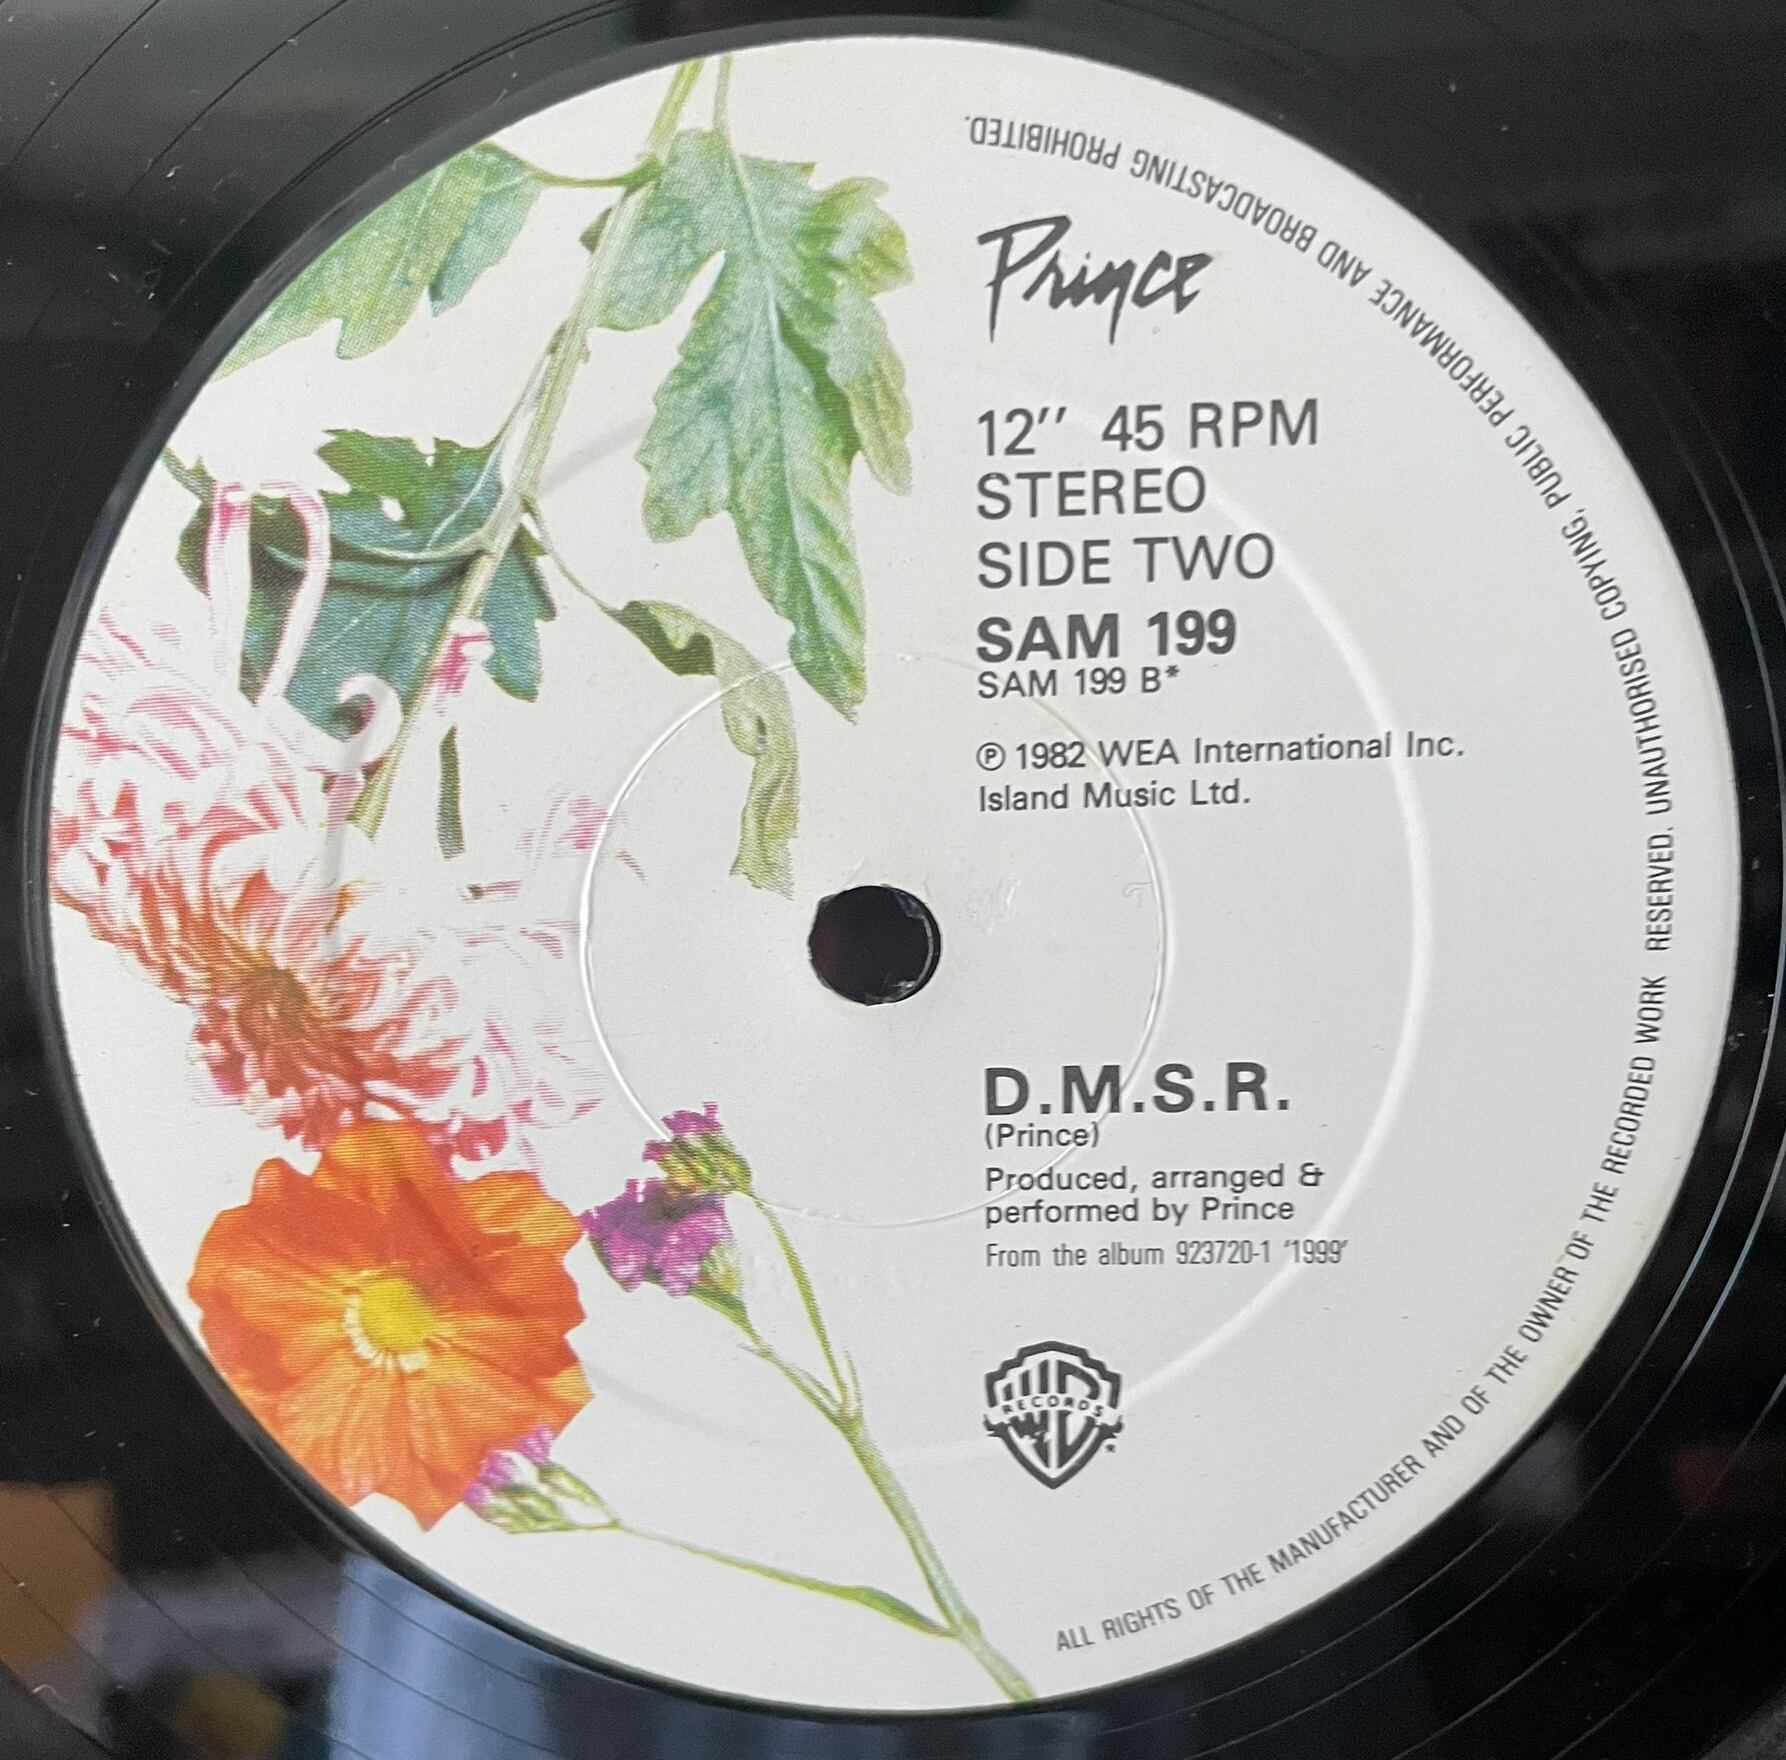 Prince
12" 45 RPM
STEREO
SIDE TWO
SAM 199
SAM 199 B*
℗ 1982 WEA International Inc.
Island Music Ltd.
D.M.S.R.
(Prince)
Produced, arranged &
performed by Prince
From the album 923720-1 '1999'
RECORDS
ALL RIGHTS OF THE MANUFACTURER AND OF THE OWNER OF THE RECORDED WORK RESERVED. UNAUTHORISED COPYING, PUBLIC PERFORMANCE AND BROADCASTING PROHIBITED.